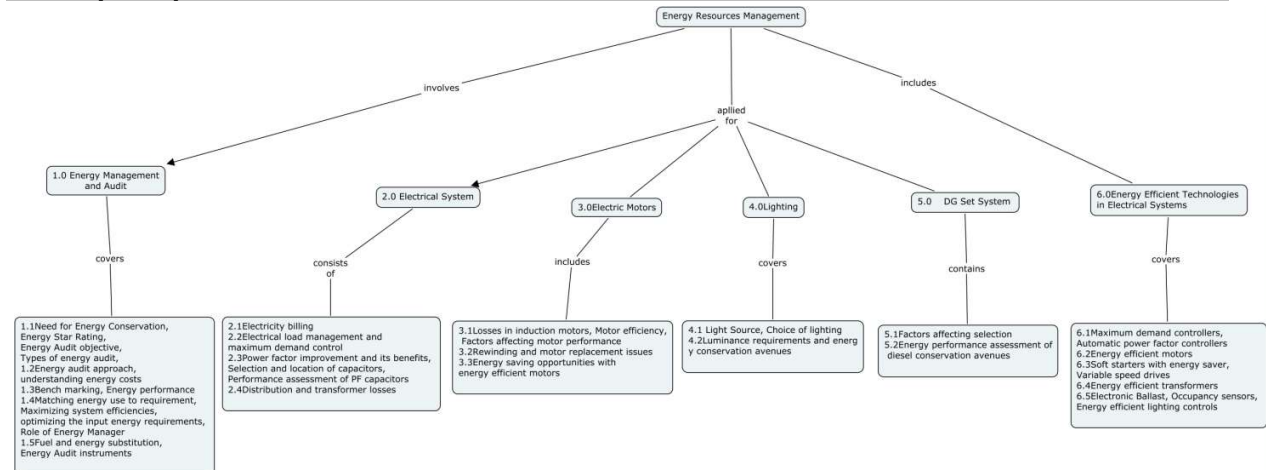 Energy Resources Management
involves
apllied
for
includes
1.0 Energy Management
and Audit
2.0 Electrical System
3.0Electric Motors
4.0Lighting
5.0 DG Set System
6.0Energy Efficient Technologies
in Electrical Systems
covers
consists
of
includes
covers
contains
covers
1.1Need for Energy Conservation,
Energy Star Rating,
Energy Audit objective,
Types of energy audit,
1.2Energy audit approach,
understanding energy costs
1.3Bench marking, Energy performance
1.4Matching energy use to requirement,
Maximizing system efficiencies,
optimizing the input energy requirements,
Role of Energy Manager
1.5Fuel and energy substitution,
Energy Audit instruments
2.1Electricity billing
2.2Electrical load management and
maximum demand control
2.3Power factor improvement and its benefits,
Selection and location of capacitors,
Performance assessment of PF capacitors
2.4Distribution and transformer losses
3.1Losses in induction motors, Motor efficiency,
Factors affecting motor performance
3.2Rewinding and motor replacement issues
3.3Energy saving opportunities with
energy efficient motors
4.1 Light Source, Choice of lighting
4.2Luminance requirements and energ
y conservation avenues
5.1Factors affecting selection
5.2Energy performance assessment of
diesel conservation avenues
6.1Maximum demand controllers,
Automatic power factor controllers
6.2Energy efficient motors
6.3Soft starters with energy saver,
Variable speed drives
6.4Energy efficient transformers
6.5Electronic Ballast, Occupancy sensors,
Energy efficient lighting controls